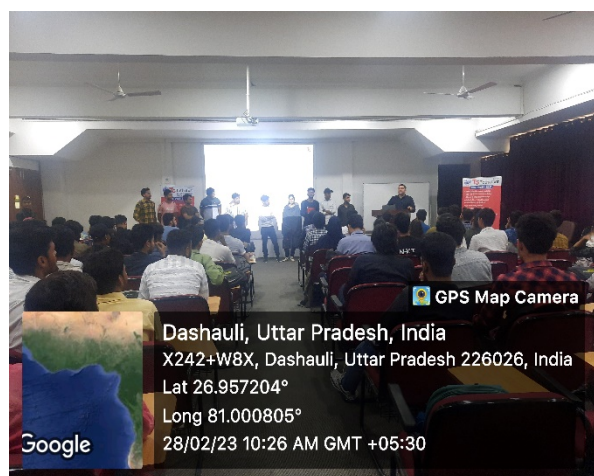 GPS Map Camera
Dashauli, Uttar Pradesh, India
X242+W8X, Dashauli, Uttar Pradesh 226026, India
Lat 26.957204°
Long 81.000805°
28/02/23 10:26 AM GMT +05:30
Google